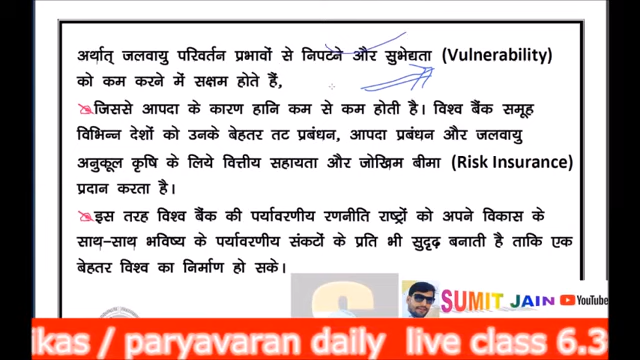 अर्थात् जलवायु परिवर्तन प्रभावों से निपटने और सुभेद्यता (Vulnerability)
को कम करने में सक्षम होते हैं,
जिससे आपदा के कारण हानि कम से कम होती है। विश्व बैंक समूह
विभिन्न देशों को उनके बेहतर तट प्रबंधन, आपदा प्रबंधन और जलवायु
अनुकूल कृषि के लिये वित्तीय सहायता और जोखिम बीमा (Risk Insurance)
प्रदान करता है।
इस तरह विश्व बैंक की पर्यावरणीय रणनीति राष्ट्रों को अपने विकास के
साथ–साथ भविष्य के पर्यावरणीय संकटों के प्रति भी सुदृढ़ बनाती है ताकि एक
बेहतर विश्व का निर्माण हो सके।
SUMIT JAIN YouTube
ikas / paryavaran daily live class 6.3